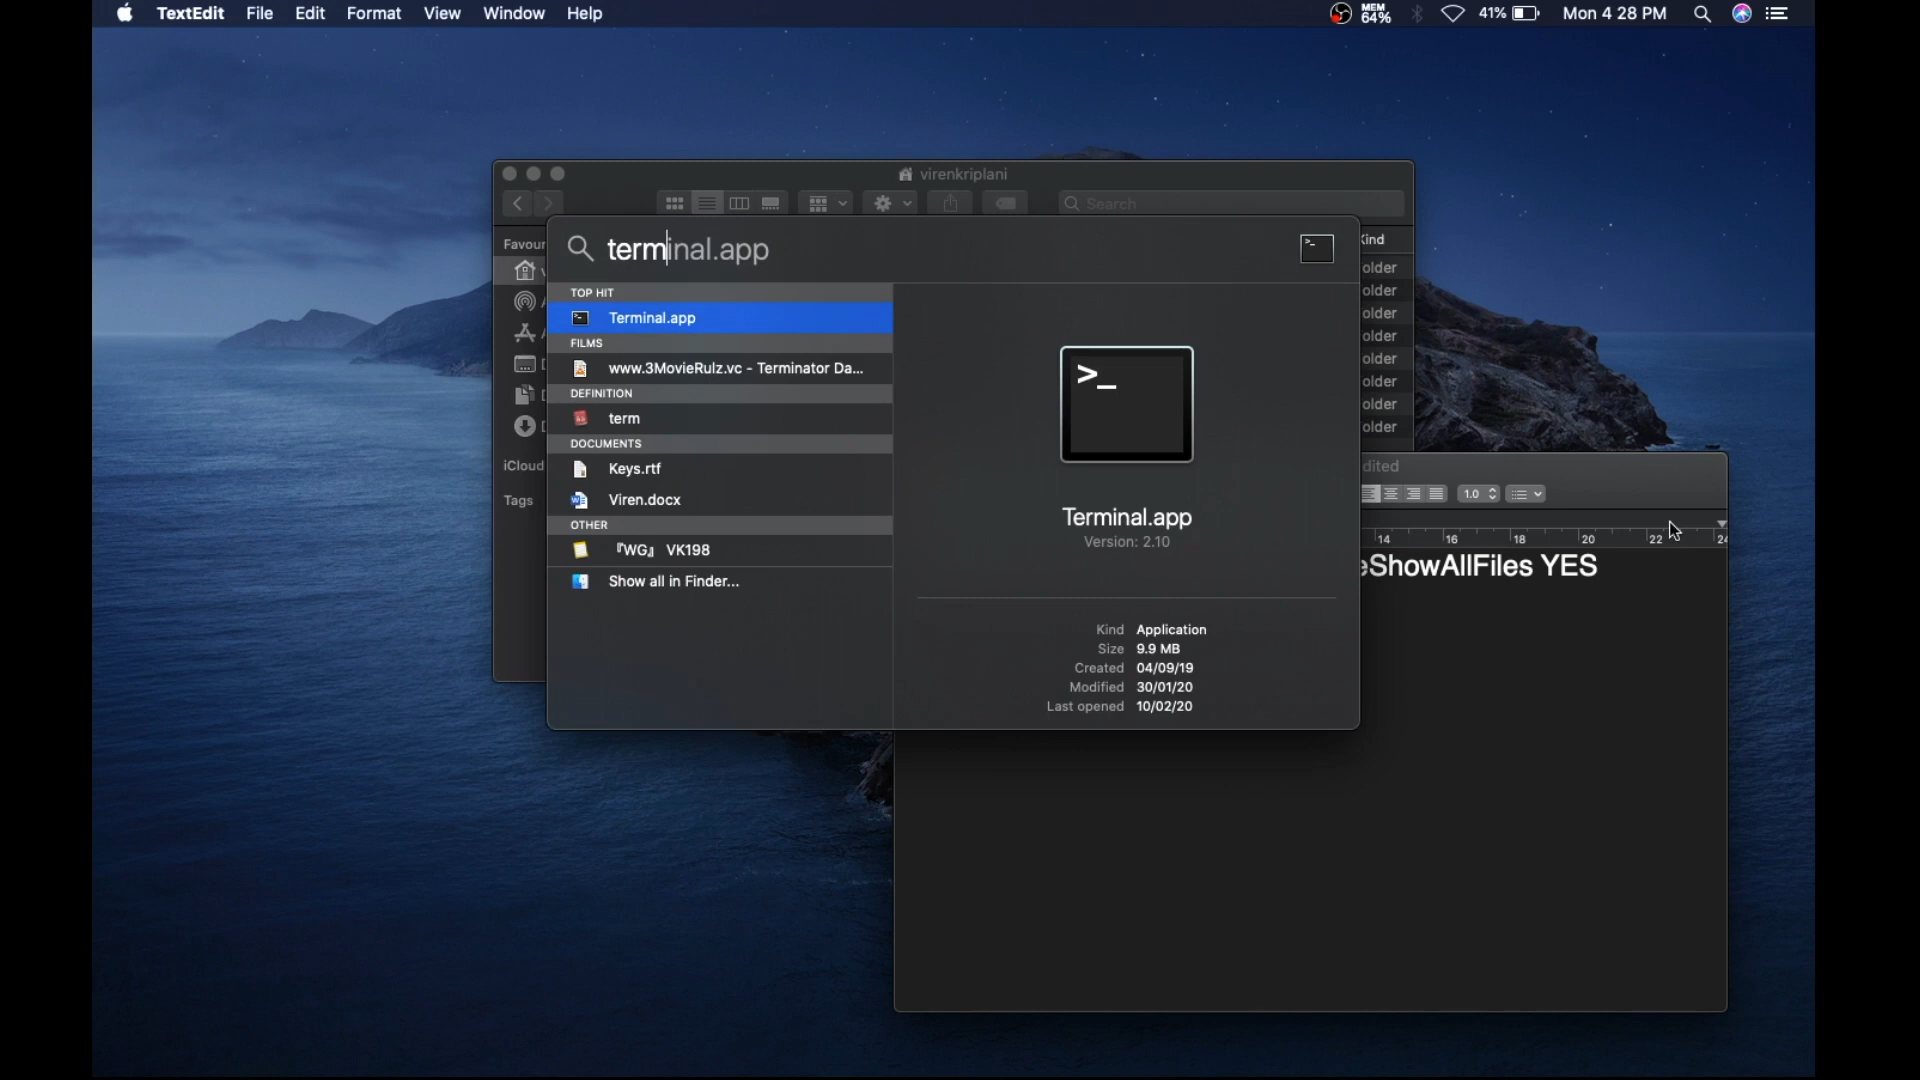 TextEdit File Edit Format View Window Help
MEM 64% 41% Mon 4 28 PM
virenkriplani
Search
Favour
iCloud
Tags
Kind
older
older
older
older
older
older
older
older
terminal.app
TOP HIT
Terminal.app
FILMS
www.3MovieRulz.vc - Terminator Da...
DEFINITION
term
DOCUMENTS
Keys.rtf
Viren.docx
OTHER
『WG』 VK198
Show all in Finder...
>_
Terminal.app
Version: 2.10
Kind Application
Size 9.9 MB
Created 04/09/19
Modified 30/01/20
Last opened 10/02/20
dited
1.0
14 16 18 20 22 24
eShowAllFiles YES